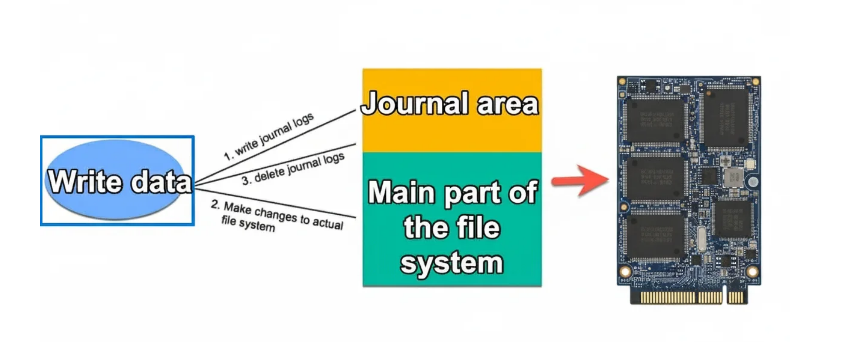 Write data
1. write journal logs
3. delete journal logs
2. Make changes to actual
file system
Journal area
Main part of
the file
system